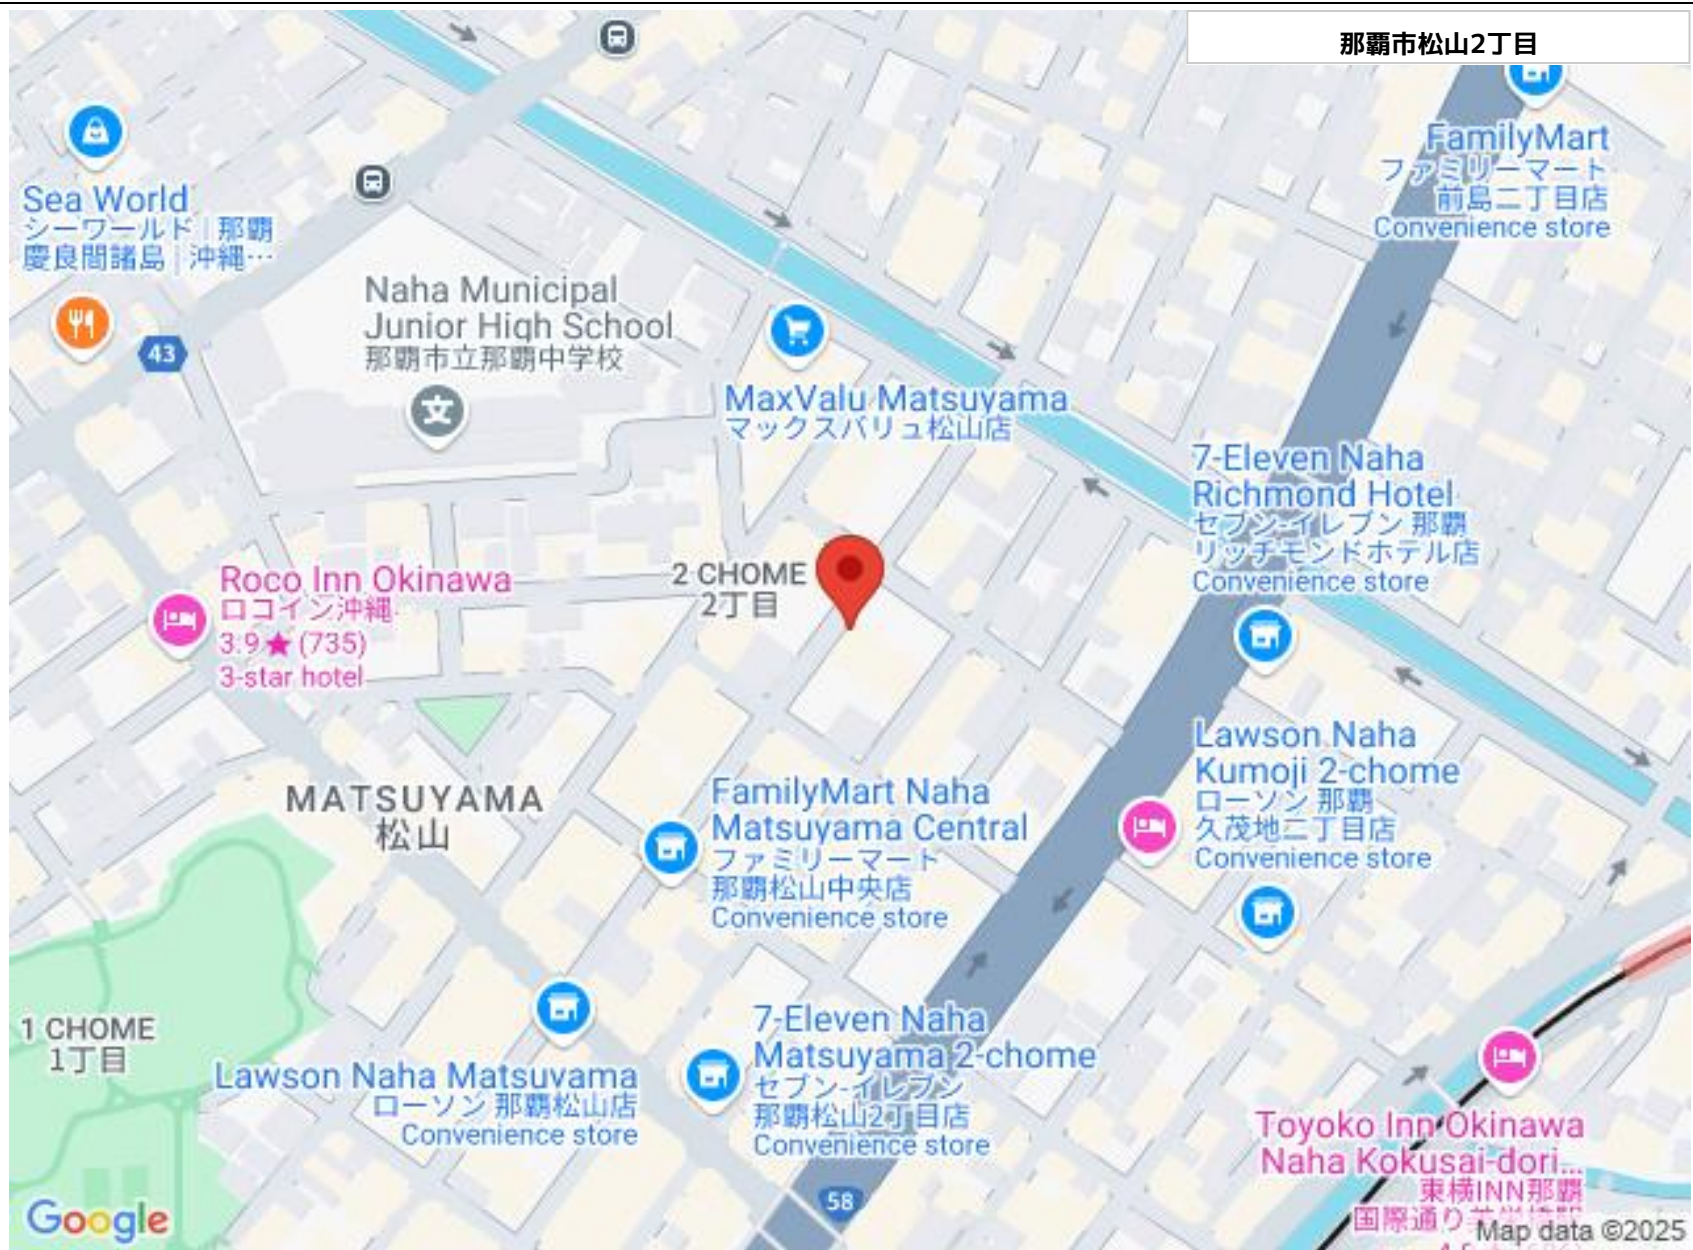 那覇市松山2丁目
FamilyMart
ファミリーマート
前島二丁目店
Convenience store
Sea World
シーワールド | 那覇
慶良間諸島 | 沖縄…
43
Naha Municipal
Junior High School
那覇市立那覇中学校
文
MaxValu Matsuyama
マックスバリュ松山店
7-Eleven Naha
Richmond Hotel
セブン-イレブン 那覇
リッチモンドホテル店
Convenience store
2 CHOME
2丁目
Roco Inn Okinawa
ロコイン沖縄
3.9★(735)
3-star hotel
Lawson Naha
Kumoji 2-chome
ローソン 那覇
久茂地二丁目店
Convenience store
MATSUYAMA
松山
FamilyMart Naha
Matsuyama Central
ファミリーマート
那覇松山中央店
Convenience store
1 CHOME
1丁目
Lawson Naha Matsuyama
ローソン 那覇松山店
Convenience store
7-Eleven Naha
Matsuyama 2-chome
セブン-イレブン
那覇松山2丁目店
Convenience store
58
Toyoko Inn Okinawa
Naha Kokusai-dori...
東横INN那覇
国際通り
Google
Map data ©2025